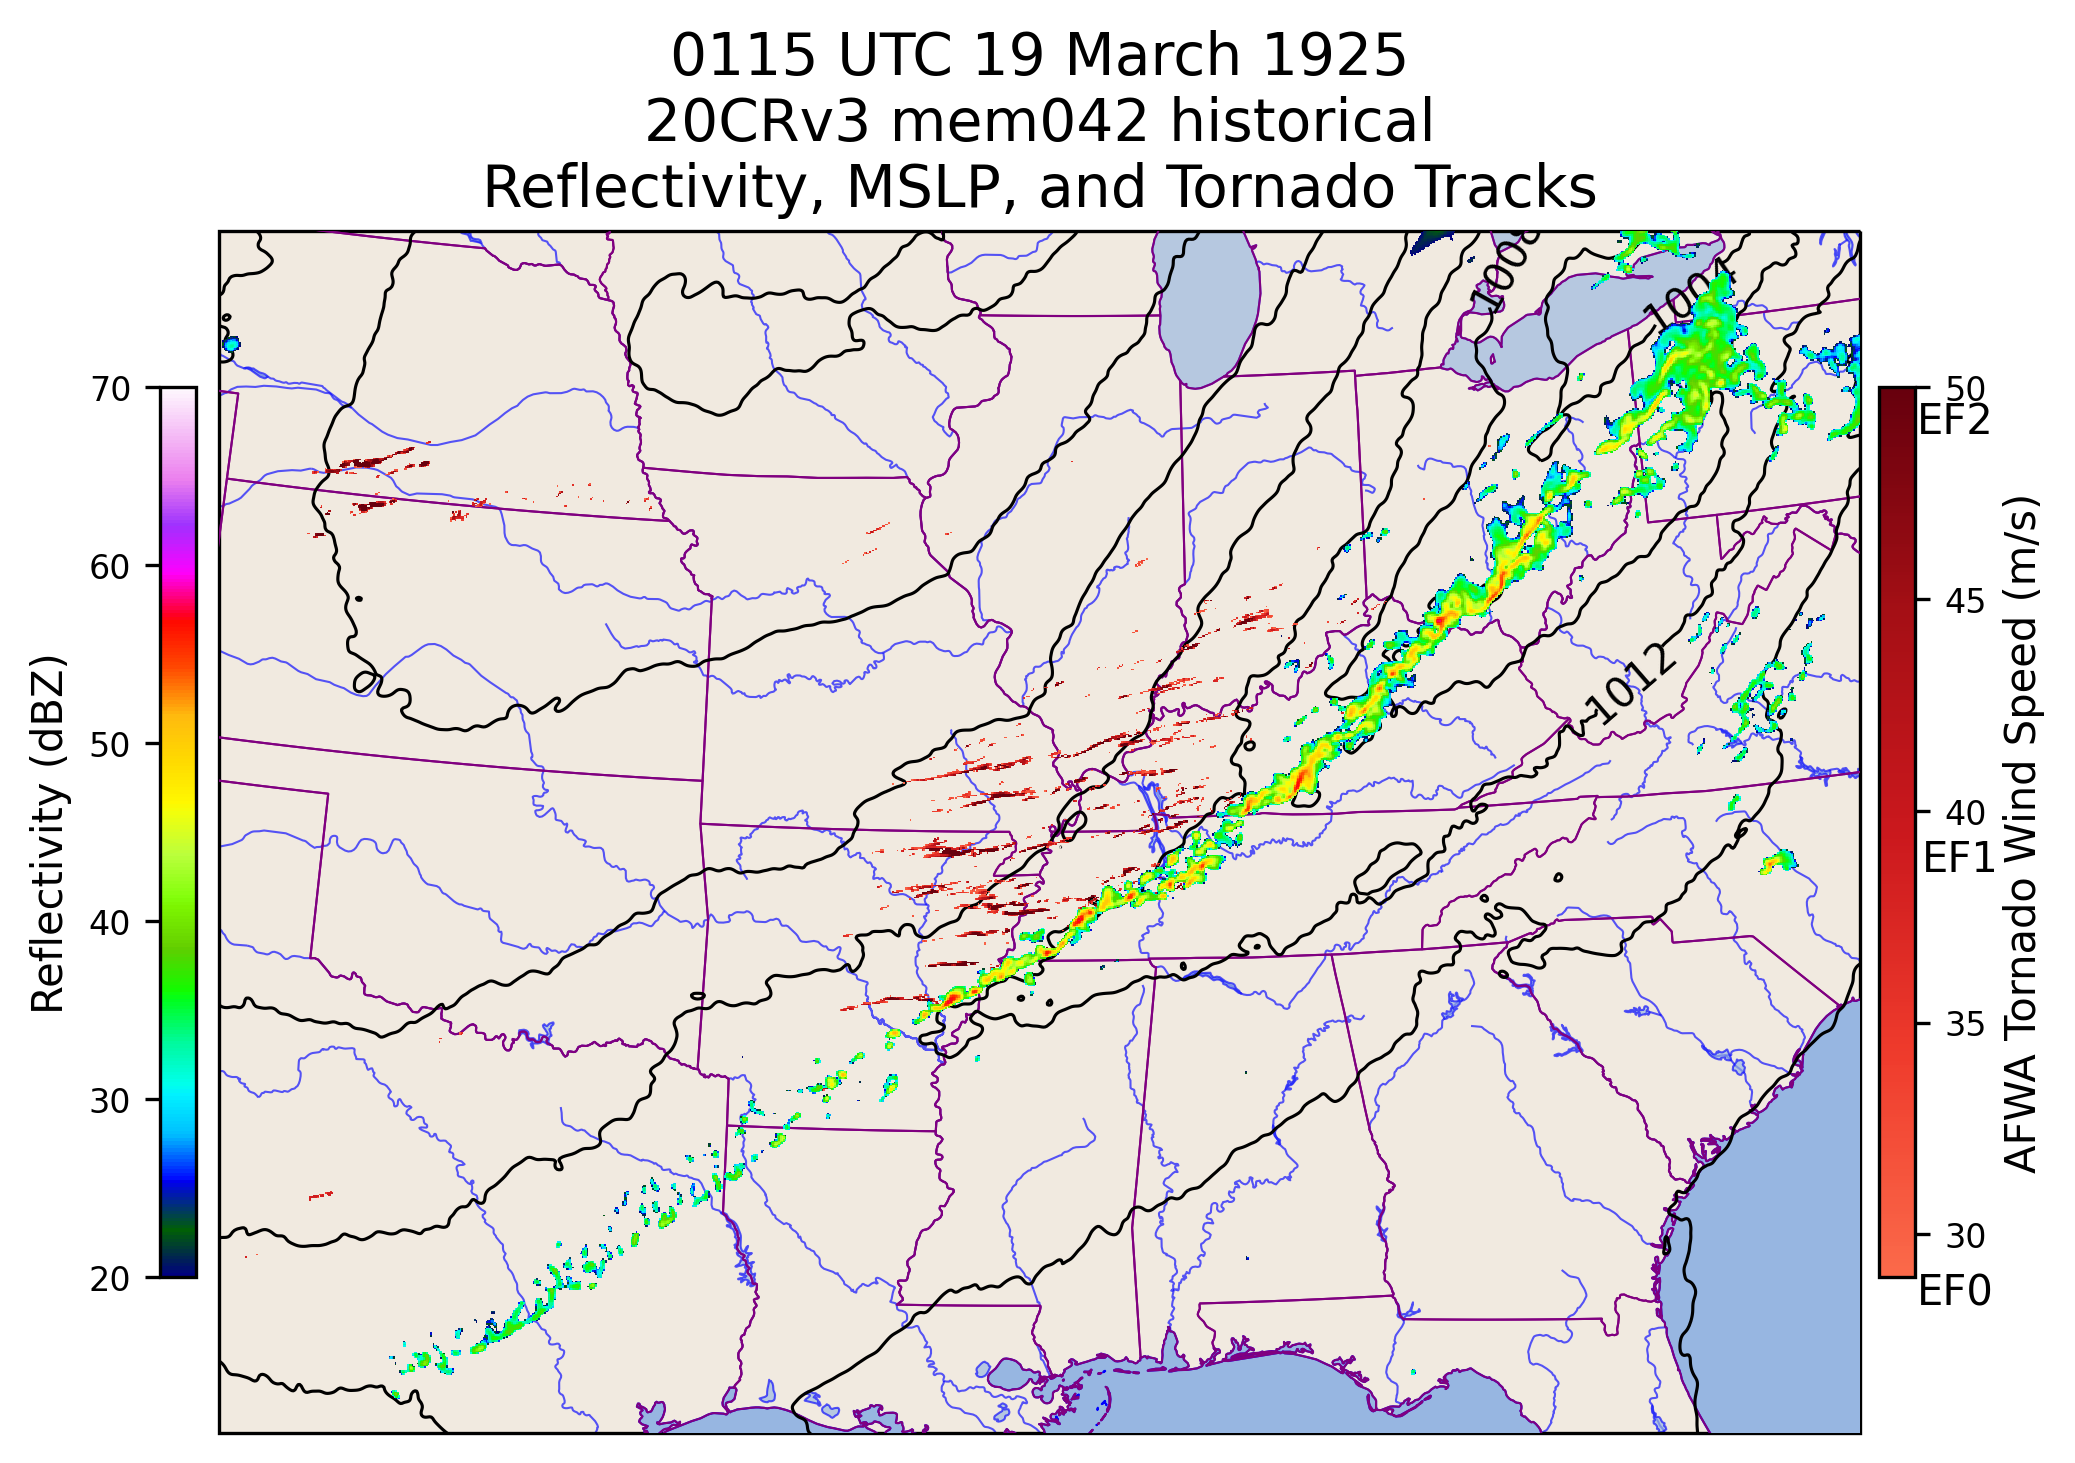 0115 UTC 19 March 1925
20CRv3 mem042 historical
Reflectivity, MSLP, and Tornado Tracks
1008
1004
1012
70
60
50
40
30
20
Reflectivity (dBZ)
50
EF2
45
40
EF1
35
30
EF0
AFWA Tornado Wind Speed (m/s)